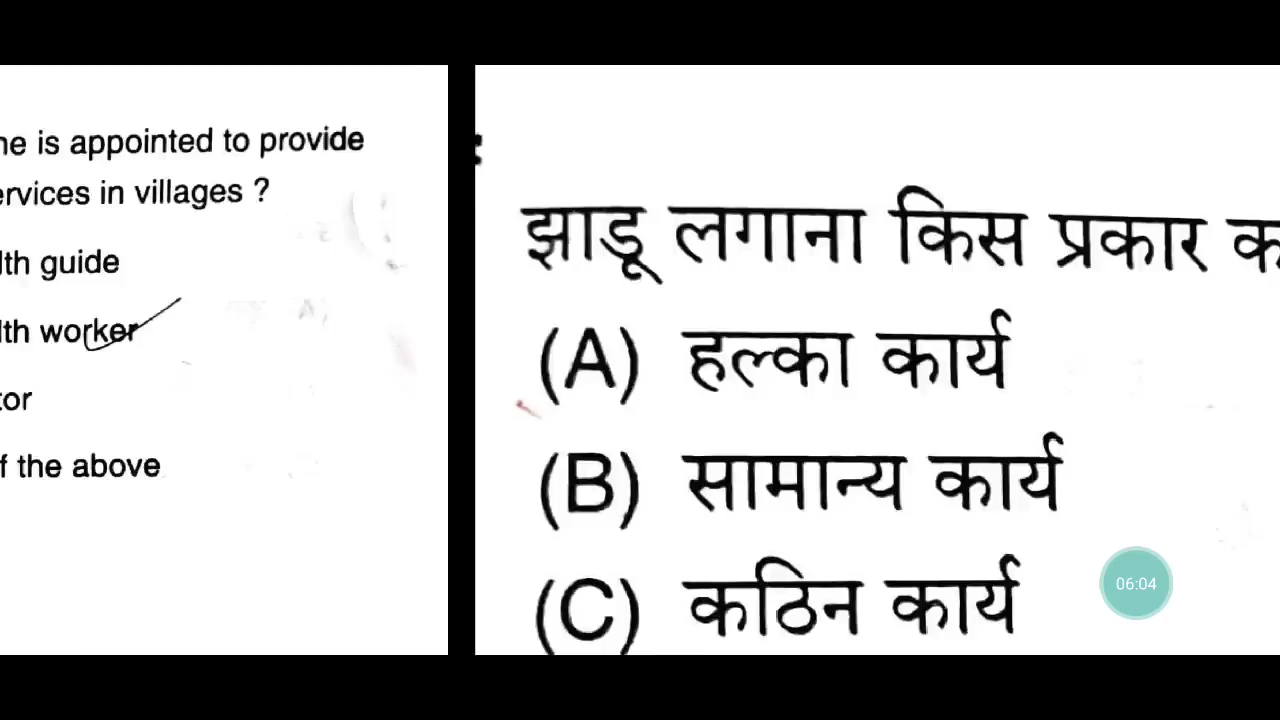 ne is appointed to provide
ervices in villages ?
lth guide
lth worker
tor
f the above
झाडू लगाना किस प्रकार क
(A) हल्का कार्य
(B) सामान्य कार्य
(C) कठिन कार्य
06:04